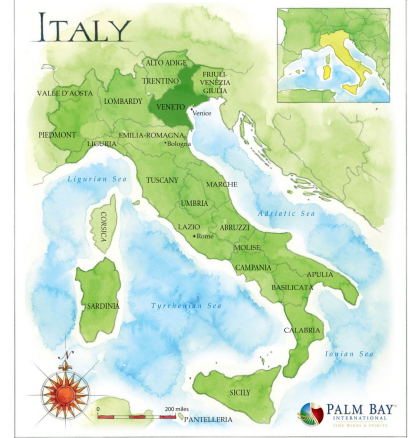 ITALY
ALTO ADIGE
TRENTINO
FRIULI-
VENEZIA
GIULIA
VALLE D'AOSTA
LOMBARDY
VENETO
Venice
PIEDMONT
EMILIA-ROMAGNA
LIGURIA
Bologna
Ligurian Sea
TUSCANY
MARCHE
UMBRIA
Adriatic Sea
CORSICA
LAZIO
ABRUZZI
Rome
MOLISE
CAMPANIA
APULIA
BASILICATA
SARDINIA
Tyrrhenian Sea
CALABRIA
Ionian Sea
N
SICILY
0 200 miles
PANTELLERIA
PALM BAY
INTERNATIONAL
FINE WINES & SPIRITS